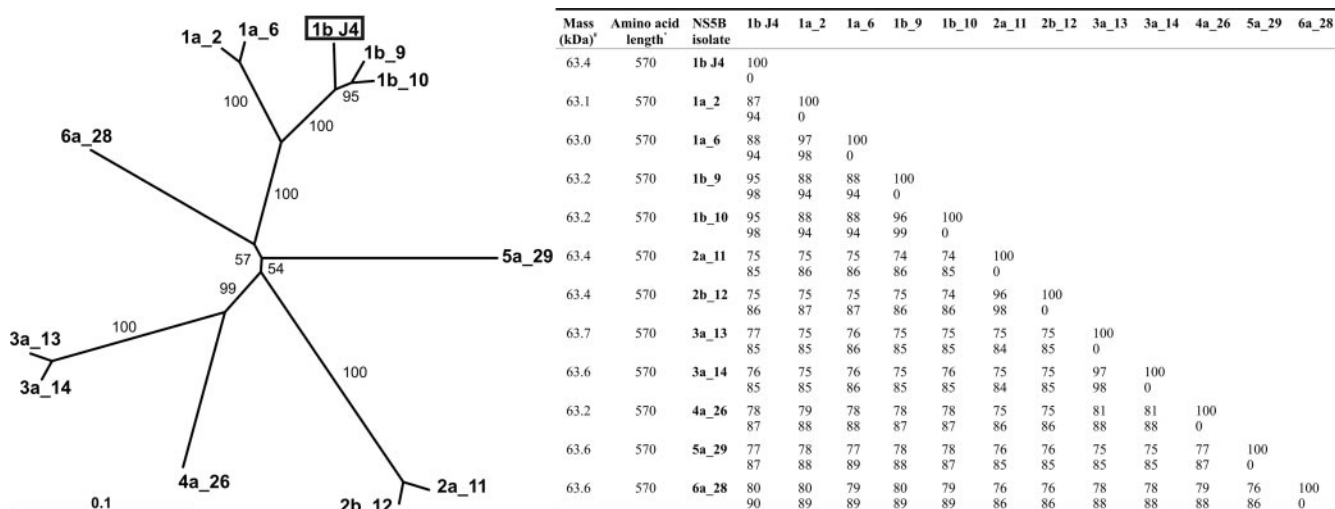 1a_6
1a_2
1b J4
1b_9
1b_10
100
95
100
6a_28
100
57
54
5a_29
99
100
3a_13
3a_14
100
4a_26
2a_11
2b_12
0.1
Mass Amino acid NS5B 1b J4 1a_2 1a_6 1b_9 1b_10 2a_11 2b_12 3a_13 3a_14 4a_26 5a_29 6a_28
(kDa)# length* isolate
63.4 570 1b J4 100
0
63.1 570 1a_2 87 100
94 0
63.0 570 1a_6 88 97 100
94 98 0
63.2 570 1b_9 95 88 88 100
98 94 94 0
63.2 570 1b_10 95 88 88 96 100
98 94 94 99 0
63.4 570 2a_11 75 75 75 74 74 100
85 86 86 86 85 0
63.4 570 2b_12 75 75 75 75 74 96 100
86 87 87 86 86 98 0
63.7 570 3a_13 77 75 76 75 75 75 75 100
85 85 86 85 85 84 85 0
63.6 570 3a_14 76 75 76 75 76 75 75 97 100
85 85 86 85 85 84 85 98 0
63.2 570 4a_26 78 79 78 78 78 75 75 81 81 100
87 88 88 87 87 86 86 88 88 0
63.6 570 5a_29 77 78 77 78 78 76 76 75 75 77 100
87 88 89 88 87 85 85 85 85 87 0
63.6 570 6a_28 80 80 79 80 79 76 76 78 78 79 76 100
90 89 89 89 89 86 86 88 88 88 86 0